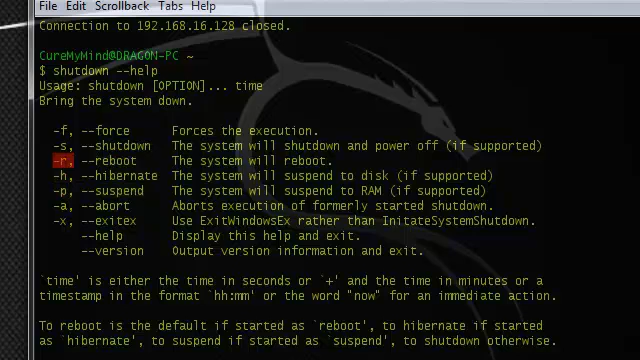 File Edit Scrollback Tabs Help
Connection to 192.168.16.128 closed.
CureMyMind@DRAGON-PC ~
$ shutdown --help
Usage: shutdown [OPTION]... time
Bring the system down.
-f, --force Forces the execution.
-s, --shutdown The system will shutdown and power off (if supported)
-r, --reboot The system will reboot.
-h, --hibernate The system will suspend to disk (if supported)
-p, --suspend The system will suspend to RAM (if supported)
-a, --abort Aborts execution of formerly started shutdown.
-x, --exitex Use ExitWindowsEx rather than InitateSystemShutdown.
--help Display this help and exit.
--version Output version information and exit.
`time' is either the time in seconds or `+' and the time in minutes or a
timestamp in the format `hh:mm' or the word "now" for an immediate action.
To reboot is the default if started as `reboot', to hibernate if started
as `hibernate', to suspend if started as `suspend', to shutdown otherwise.